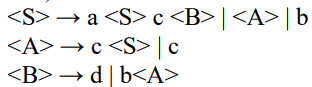 <S> → a <S> c <B> | <A> | b
<A> → c <S> | c
<B> → d | b<A>